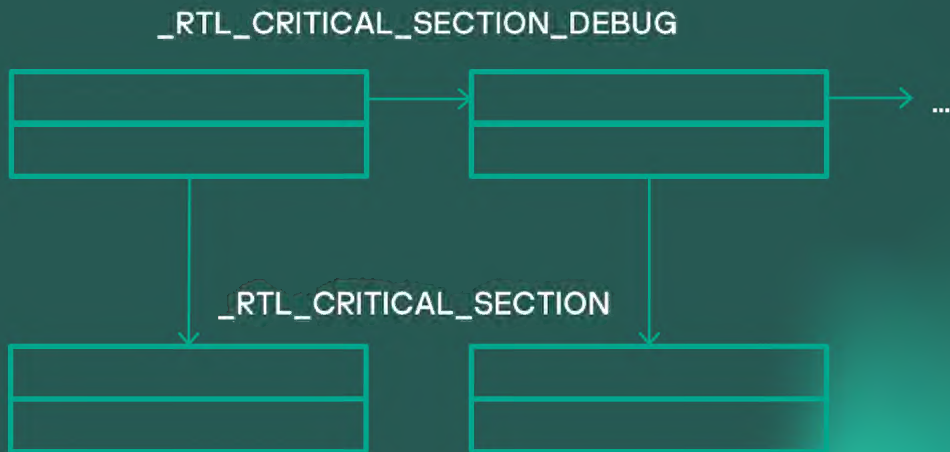 _RTL_CRITICAL_SECTION_DEBUG
...
_RTL_CRITICAL_SECTION